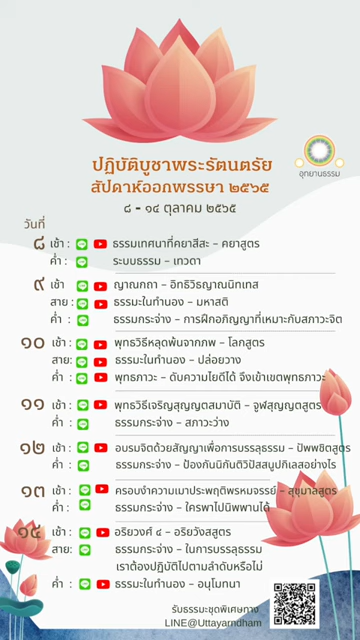 ปฏิบัติบูชาพระรัตนตรัย
สัปดาห์ออกพรรษา ๒๕๖๕
๘ - ๑๔ ตุลาคม ๒๕๖๕
อุทยานธรรม
วันที่
๘ เช้า : ธรรมเทศนาที่คยาสีสะ - คยาสูตร
ค่ำ : ระบบธรรม - เทวดา
๙ เช้า ญาณกถา - อิทธิวิธญาณนิทเทส
สาย : ธรรมะในทำนอง - มหาสติ
ค่ำ : ธรรมกระจ่าง - การฝึกอภิญญาที่เหมาะกับสภาวะจิต
๑๐ เช้า : พุทธวิธีหลุดพ้นจากภพ - โลกสูตร
สาย: ธรรมะในทำนอง - ปล่อยวาง
ค่ำ : พุทธภาวะ - ดับความโยดีได้ จึงเข้าเขตพุทธภาวะ
๑๑ เช้า : พุทธวิธีเจริญสุญญตสมาบัติ - จูฬสุญญตสูตร
ค่ำ : ธรรมกระจ่าง - สภาวะว่าง
๑๒ เช้า : อบรมจิตด้วยสัญญาเพื่อการบรรลุธรรม - ปัพพชิตสูตร
ค่ำ : ธรรมกระจ่าง - ป้องกันนิกันติวิปัสสนูปกิเลสอย่างไร
๑๓ เช้า : ครอบงำความเมาประพฤติพรหมจรรย์ - สุขุมาลสูตร
ค่ำ : ธรรมกระจ่าง - ใครพาไปนิพพานได้
๑๔ เช้า : อริยวงศ์ ๔ - อริยวังสสูตร
สาย: ธรรมกระจ่าง - ในการบรรลุธรรม
เราต้องปฏิบัติไปตามลำดับหรือไม่
ค่ำ : ธรรมะในทำนอง - อนุโมทนา
รับธรรมะชุดพิเศษทาง
LINE@Uttayarndham